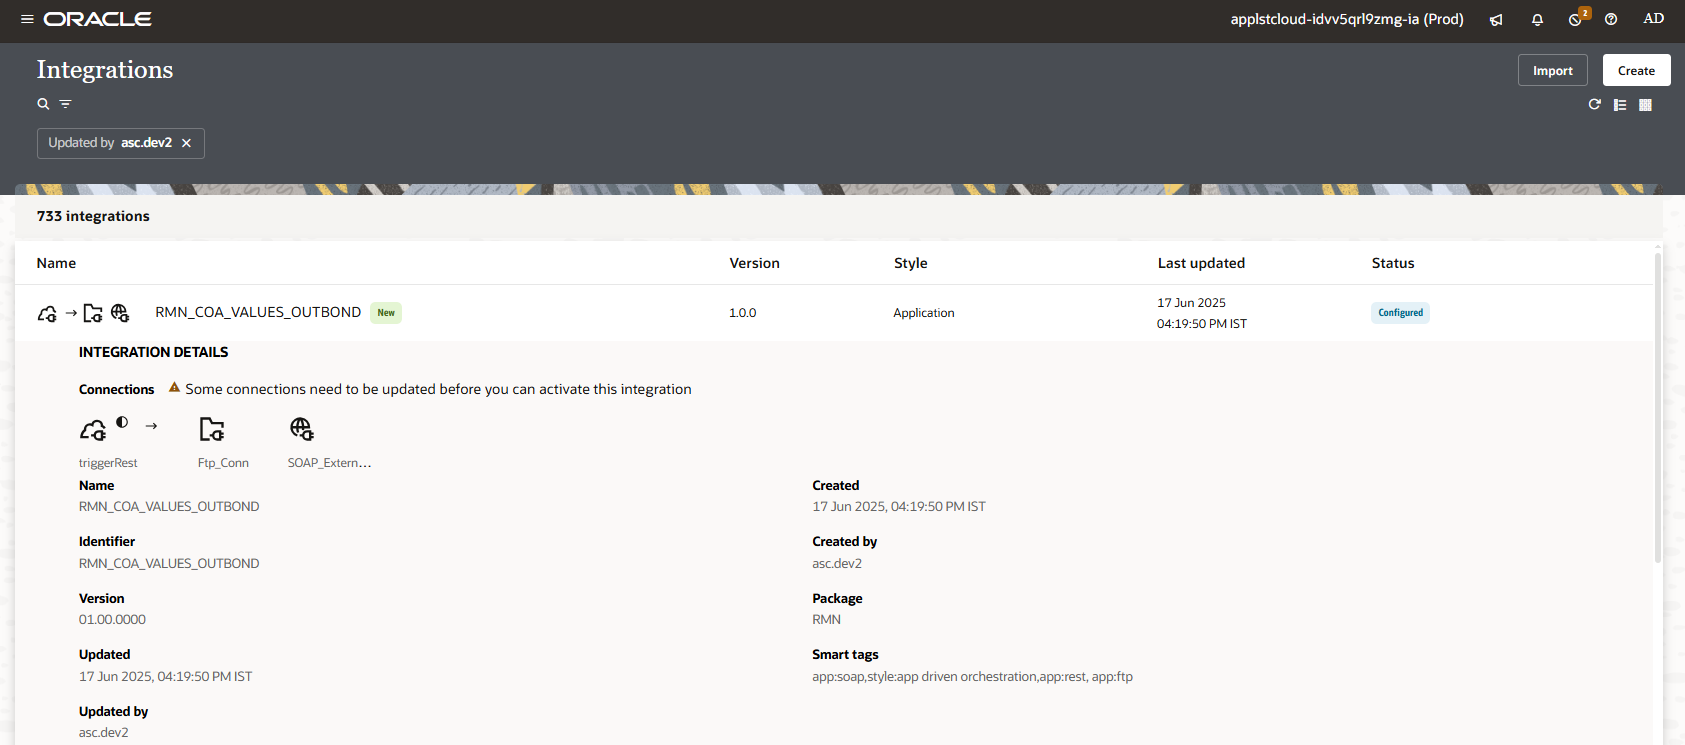 ORACLE
applstcloud-idvv5qrl9zmg-ia (Prod)
2
AD
Integrations
Import
Create
Updated by asc.dev2
733 integrations
Name Version Style Last updated Status
RMN_COA_VALUES_OUTBOND New 1.0.0 Application 17 Jun 2025 Configured
04:19:50 PM IST
INTEGRATION DETAILS
Connections Some connections need to be updated before you can activate this integration
triggerRest Ftp_Conn SOAP_Extern...
Name
RMN_COA_VALUES_OUTBOND
Created
17 Jun 2025, 04:19:50 PM IST
Identifier
RMN_COA_VALUES_OUTBOND
Created by
asc.dev2
Version
01.00.0000
Package
RMN
Updated
17 Jun 2025, 04:19:50 PM IST
Smart tags
app:soap,style:app driven orchestration,app:rest, app:ftp
Updated by
asc.dev2